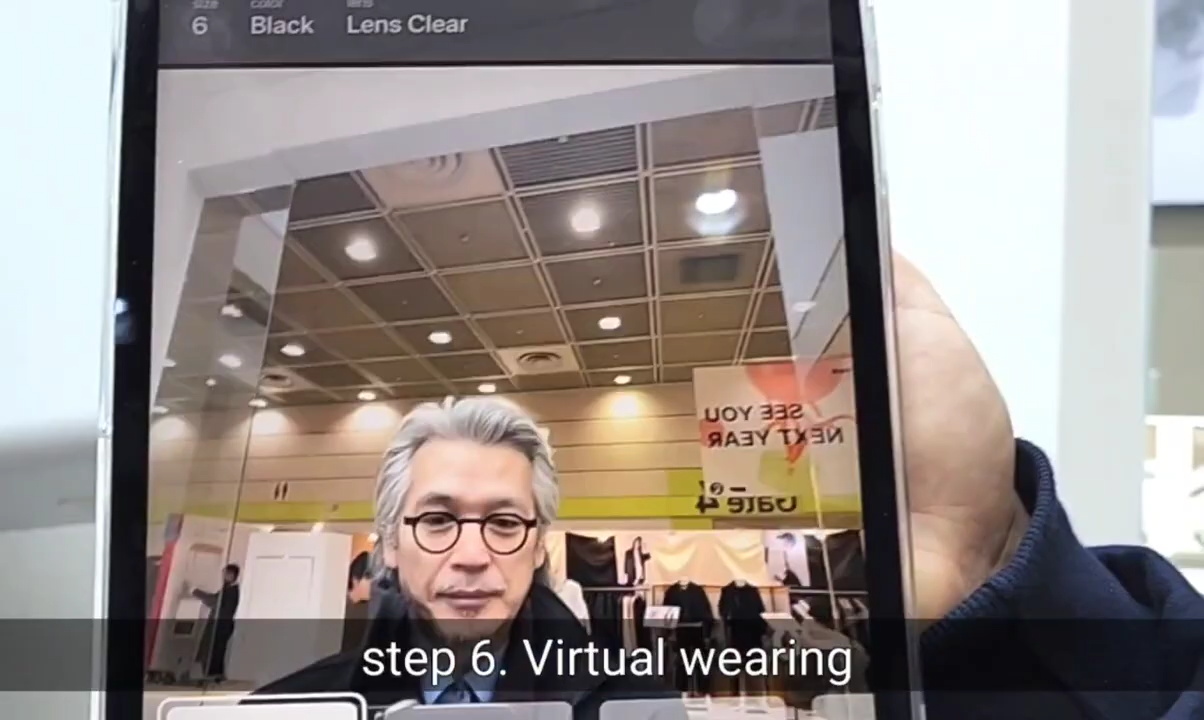 size color lens
6 Black Lens Clear
SEE YOU
NEXT YEAR
Gate 4
step 6. Virtual wearing